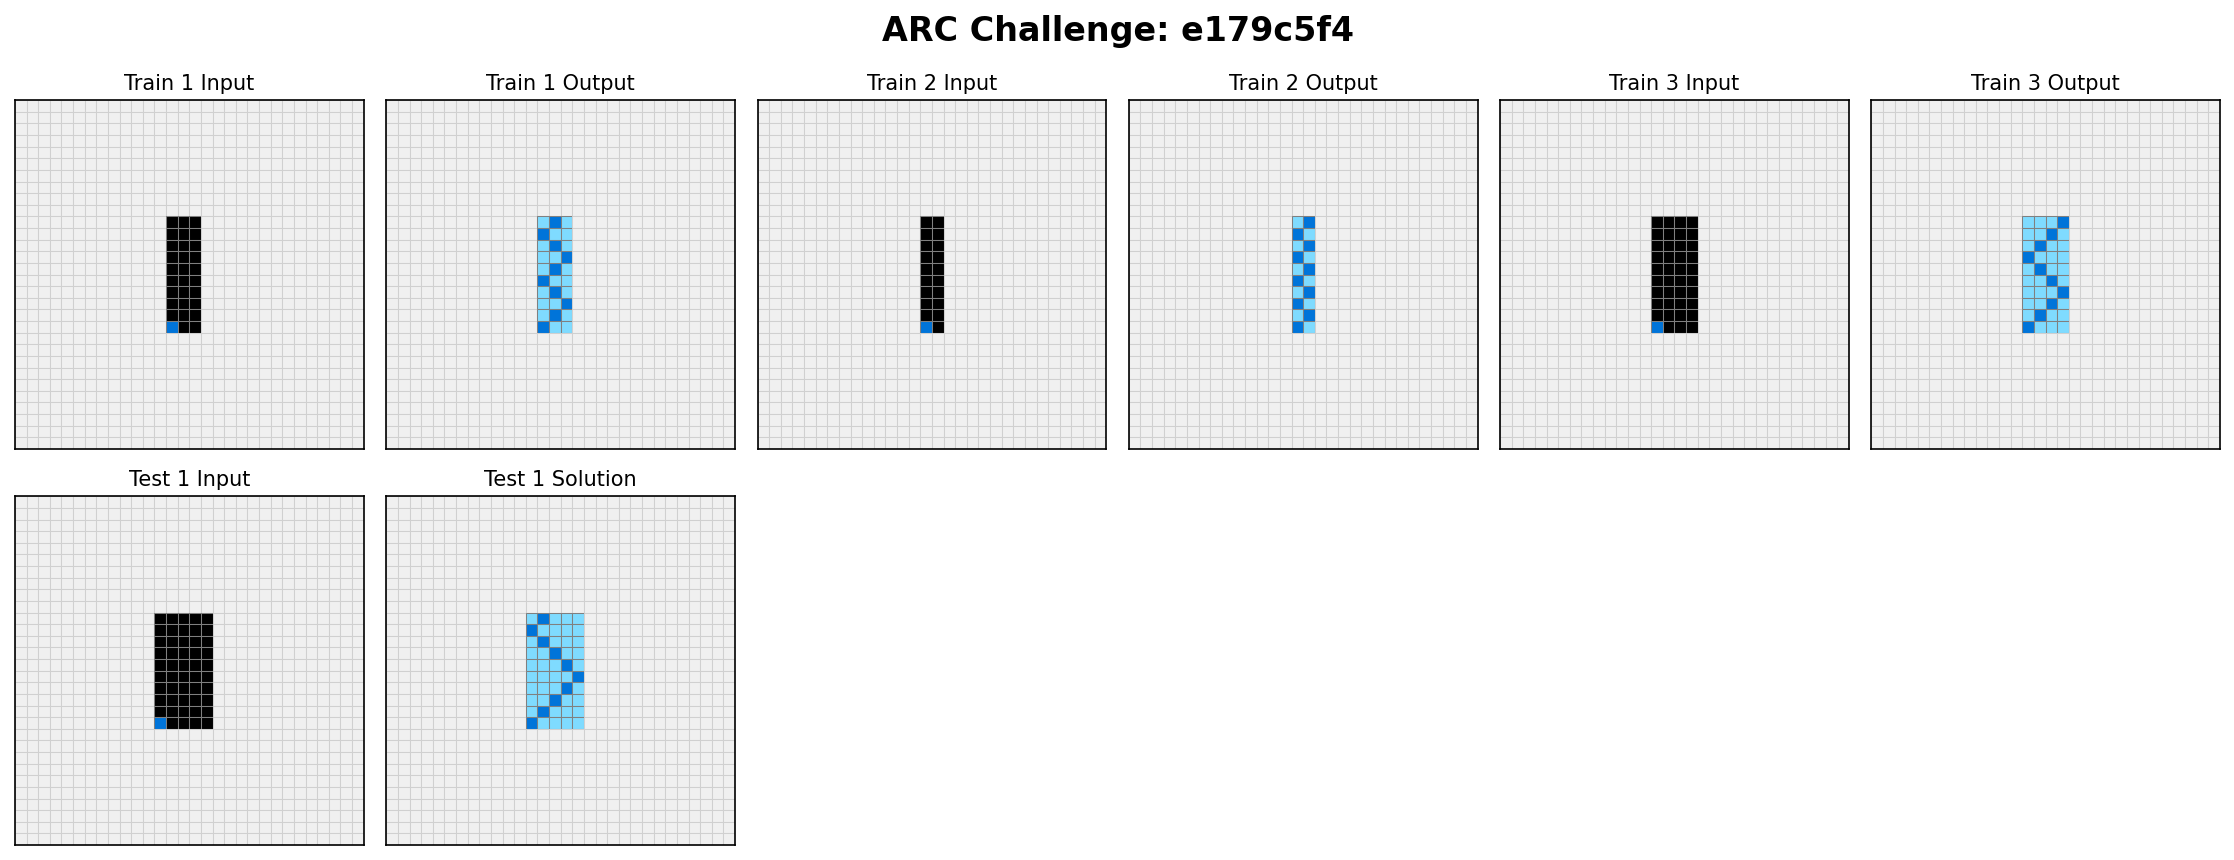 ARC Challenge: e179c5f4
Train 1 Input
Train 1 Output
Train 2 Input
Train 2 Output
Train 3 Input
Train 3 Output
Test 1 Input
Test 1 Solution